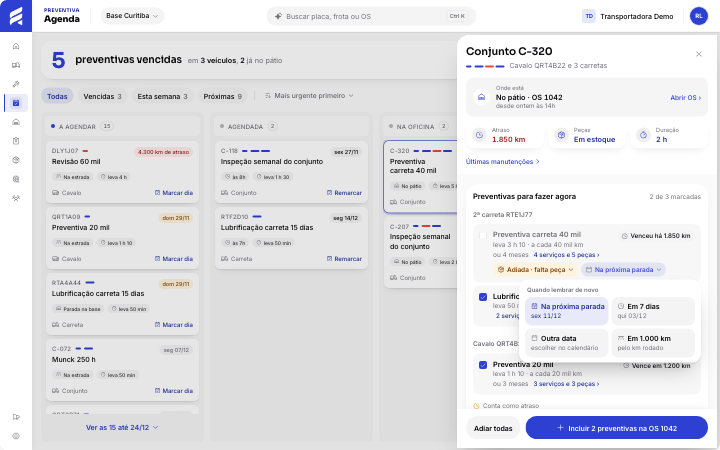 PREVENTIVA
Agenda
Base Curitiba
Buscar placa, frota ou OS
Ctrl K
TD
Transportadora Demo
RL
5 preventivas vencidas
em 3 veículos, 2 já no pátio
Todas
Vencidas 3
Esta semana 3
Próximas 9
Mais urgente primeiro
A AGENDAR 15
DLY1J07
4.300 km de atraso
Revisão 60 mil
Na estrada
leva 4 h
Cavalo
Marcar dia
QRT1A09
dom 29/11
Preventiva 20 mil
Na estrada
leva 1 h 10
Cavalo
Marcar dia
RTA4A44
dom 29/11
Lubrificação carreta 15 dias
Parada na base
leva 50 min
Carreta
Marcar dia
C-072
seg 07/12
Munck 250 h
Na estrada
leva 50 min
Conjunto
Marcar dia
Ver as 15 até 24/12
AGENDADA 2
C-118
sex 27/11
Inspeção semanal do conjunto
às 8h
leva 1 h 30
Conjunto
Remarcar
RTF2D10
seg 14/12
Lubrificação carreta 15 dias
às 7h
leva 50 min
Carreta
Remarcar
NA OFICINA 2
C-320
Preventiva
carreta 40 mil
No pátio
Conjunto
C-207
Inspeção semanal
do conjunto
No pátio
Conjunto
Conjunto C-320
Cavalo QRT4B22 e 3 carretas
Onde está
No pátio · OS 1042
desde ontem às 14h
Abrir OS ›
Atraso
1.850 km
Peças
Em estoque
Duração
2 h
Últimas manutenções ›
Preventivas para fazer agora
2 de 3 marcadas
2ª carreta RTE1J77
Preventiva carreta 40 mil
Venceu há 1.850 km
leva 3 h 10 · a cada 40 mil km
ou 4 meses
4 serviços e 5 peças ›
Adiada · falta peça
Na próxima parada
Quando lembrar de novo
Na próxima parada
sex 11/12
Em 7 dias
qui 03/12
Outra data
escolher no calendário
Em 1.000 km
pelo km rodado
Preventiva 20 mil
Vence em 1.200 km
leva 1 h 10 · a cada 20 mil km
ou 3 meses
3 serviços e 3 peças ›
Conta como atraso
Adiar todas
Incluir 2 preventivas na OS 1042